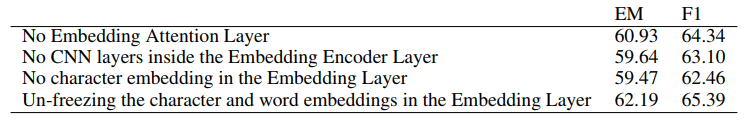 EM F1
No Embedding Attention Layer 60.93 64.34
No CNN layers inside the Embedding Encoder Layer 59.64 63.10
No character embedding in the Embedding Layer 59.47 62.46
Un-freezing the character and word embeddings in the Embedding Layer 62.19 65.39